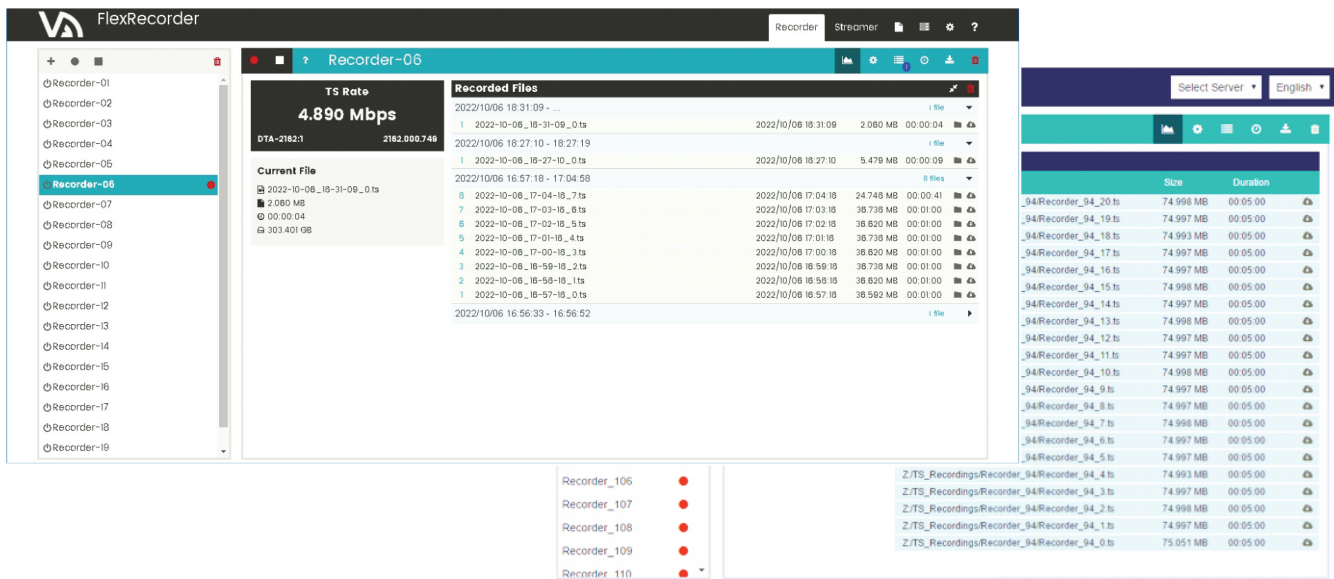 FlexRecorder
Recorder Streamer ?
Recorder-01
Recorder-02
Recorder-03
Recorder-04
Recorder-05
Recorder-06
Recorder-07
Recorder-08
Recorder-09
Recorder-10
Recorder-11
Recorder-12
Recorder-13
Recorder-14
Recorder-15
Recorder-16
Recorder-17
Recorder-18
Recorder-19
? Recorder-06
1
TS Rate
4.890 Mbps
DTA-2162:1 2162.000.749
Current File
2022-10-06_18-31-09_0.ts
2.060 MB
00:00:04
303.401 GB
Recorded Files
2022/10/06 18:31:09 - ... 1 file
1 2022-10-06_18-31-09_0.ts 2022/10/06 18:31:09 2.060 MB 00:00:04
2022/10/06 18:27:10 - 18:27:19 1 file
1 2022-10-06_18-27-10_0.ts 2022/10/06 18:27:10 5.479 MB 00:00:09
2022/10/06 16:57:18 - 17:04:58 8 files
8 2022-10-06_17-04-18_7.ts 2022/10/06 17:04:18 24.746 MB 00:00:41
7 2022-10-06_17-03-18_6.ts 2022/10/06 17:03:18 36.736 MB 00:01:00
6 2022-10-06_17-02-18_5.ts 2022/10/06 17:02:18 36.620 MB 00:01:00
5 2022-10-06_17-01-18_4.ts 2022/10/06 17:01:18 36.736 MB 00:01:00
4 2022-10-06_17-00-18_3.ts 2022/10/06 17:00:18 36.620 MB 00:01:00
3 2022-10-06_16-59-18_2.ts 2022/10/06 16:59:18 36.736 MB 00:01:00
2 2022-10-06_16-58-18_1.ts 2022/10/06 16:58:18 36.620 MB 00:01:00
1 2022-10-06_16-57-18_0.ts 2022/10/06 16:57:18 36.592 MB 00:01:00
2022/10/06 16:56:33 - 16:56:52 1 file
Select Server English
Size Duration
_94/Recorder_94_20.ts 74.998 MB 00:05:00
_94/Recorder_94_19.ts 74.997 MB 00:05:00
_94/Recorder_94_18.ts 74.993 MB 00:05:00
_94/Recorder_94_17.ts 74.997 MB 00:05:00
_94/Recorder_94_16.ts 74.997 MB 00:05:00
_94/Recorder_94_15.ts 74.998 MB 00:05:00
_94/Recorder_94_14.ts 74.997 MB 00:05:00
_94/Recorder_94_13.ts 74.998 MB 00:05:00
_94/Recorder_94_12.ts 74.997 MB 00:05:00
_94/Recorder_94_11.ts 74.997 MB 00:05:00
_94/Recorder_94_10.ts 74.998 MB 00:05:00
_94/Recorder_94_9.ts 74.997 MB 00:05:00
_94/Recorder_94_8.ts 74.997 MB 00:05:00
_94/Recorder_94_7.ts 74.998 MB 00:05:00
_94/Recorder_94_6.ts 74.997 MB 00:05:00
_94/Recorder_94_5.ts 74.997 MB 00:05:00
Z:/TS_Recordings/Recorder_94/Recorder_94_4.ts 74.993 MB 00:05:00
Z:/TS_Recordings/Recorder_94/Recorder_94_3.ts 74.997 MB 00:05:00
Z:/TS_Recordings/Recorder_94/Recorder_94_2.ts 74.998 MB 00:05:00
Z:/TS_Recordings/Recorder_94/Recorder_94_1.ts 74.997 MB 00:05:00
Z:/TS_Recordings/Recorder_94/Recorder_94_0.ts 75.051 MB 00:05:00
Recorder_106
Recorder_107
Recorder_108
Recorder_109
Recorder_110